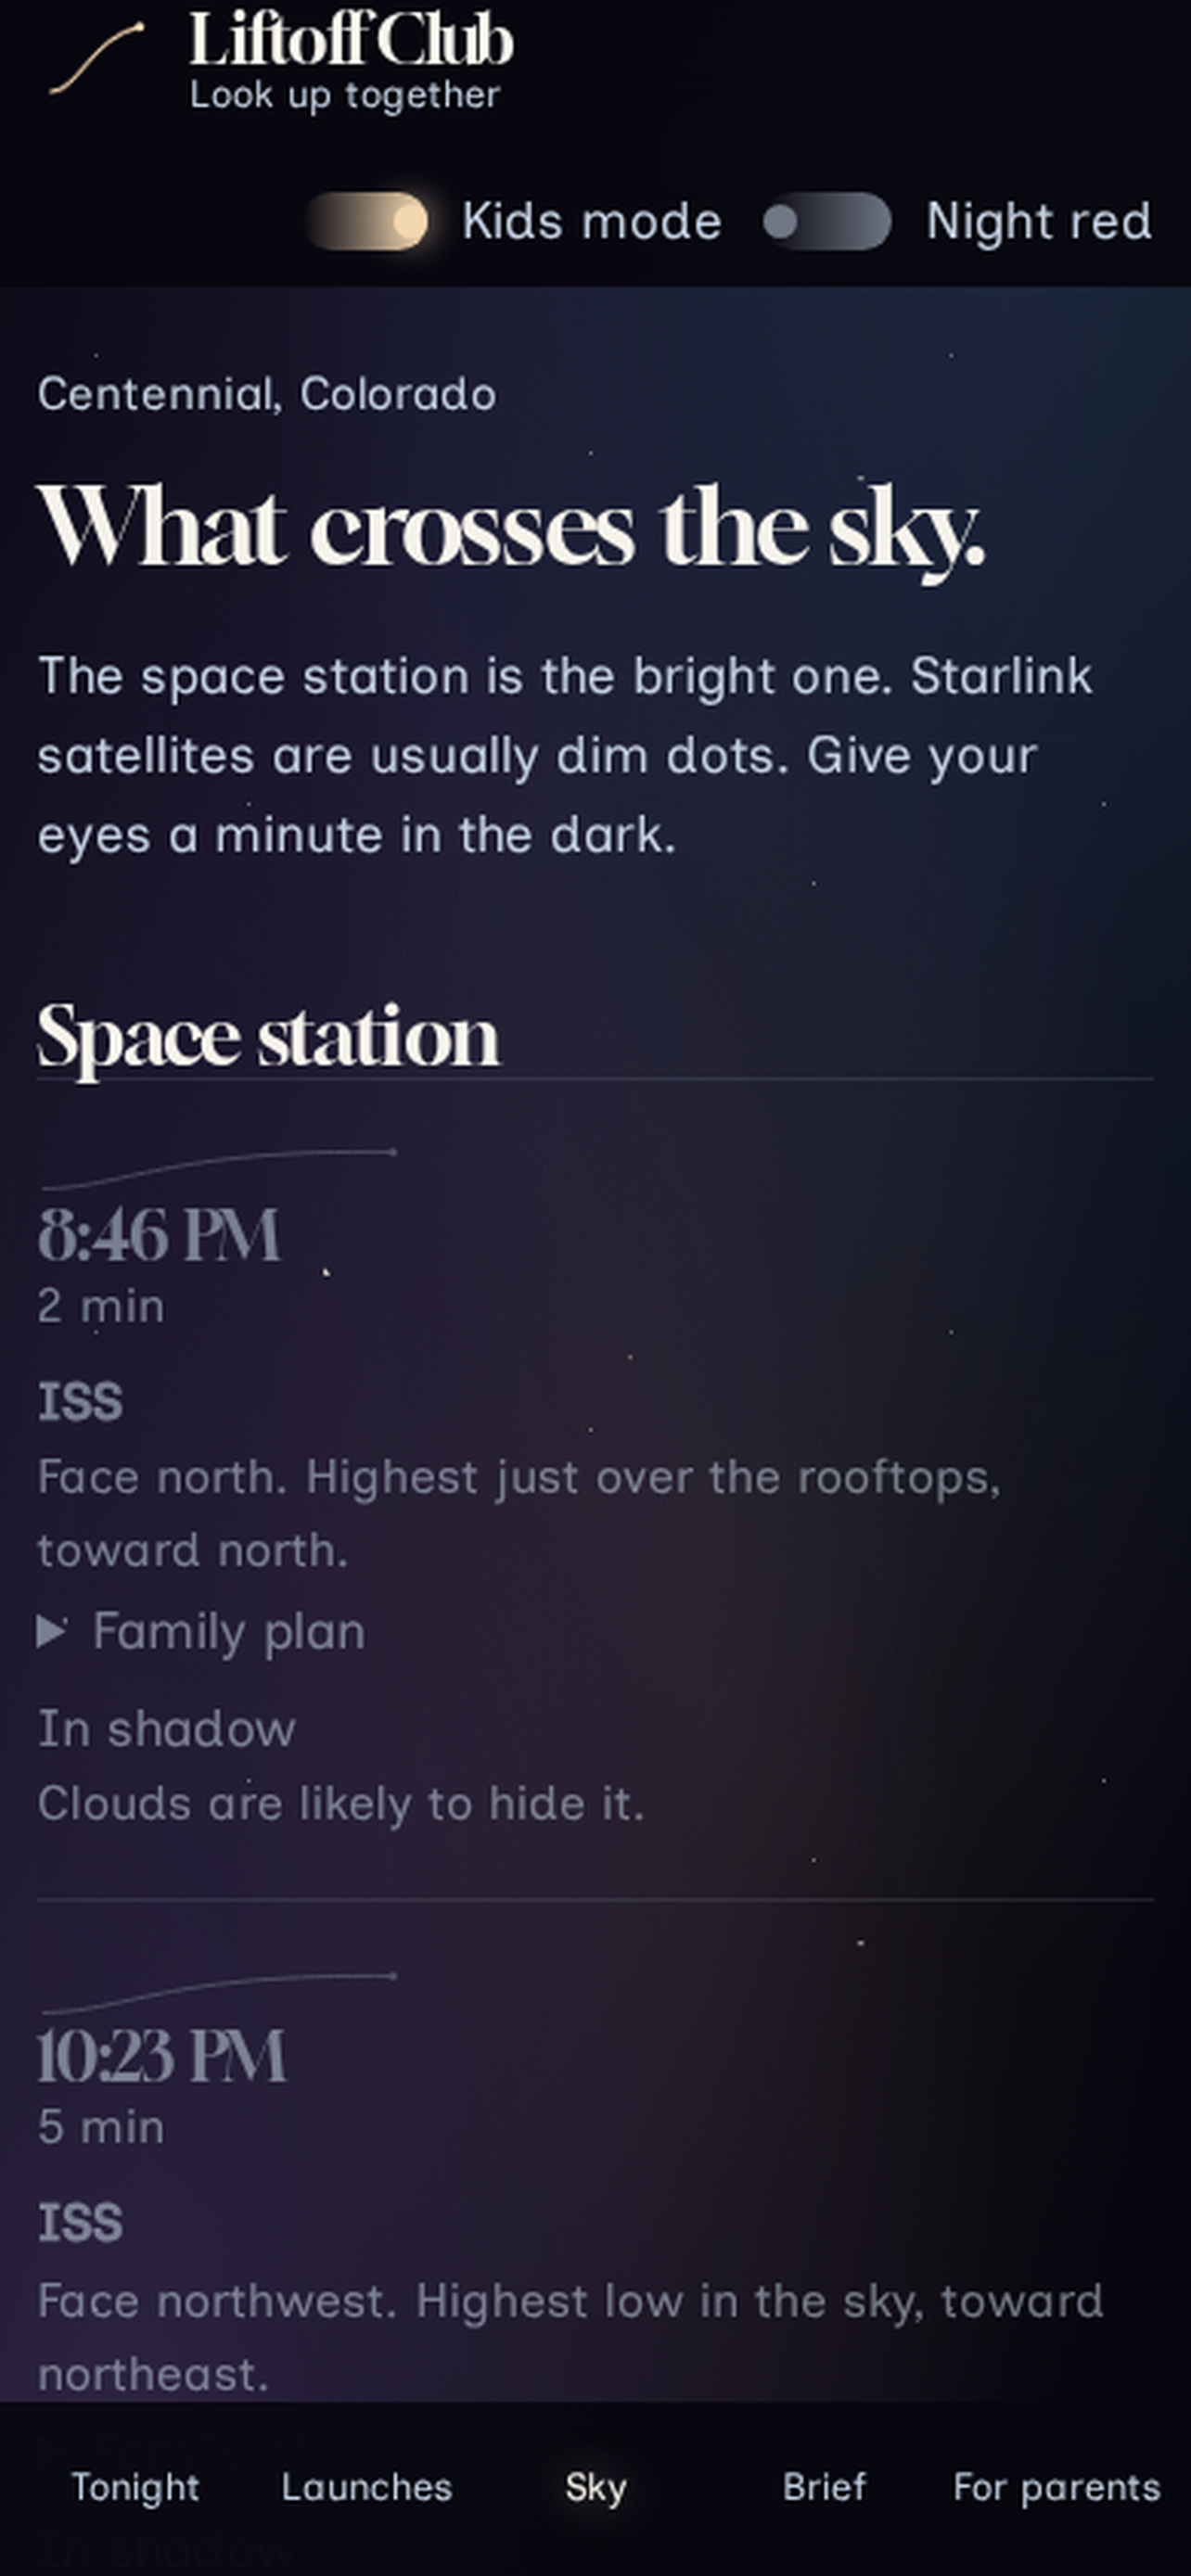 Liftoff Club
Look up together
Kids mode
Night red
Centennial, Colorado
What crosses the sky.
The space station is the bright one. Starlink
satellites are usually dim dots. Give your
eyes a minute in the dark.
Space station
8:46 PM
2 min
ISS
Face north. Highest just over the rooftops,
toward north.
Family plan
In shadow
Clouds are likely to hide it.
10:23 PM
5 min
ISS
Face northwest. Highest low in the sky, toward
northeast.
Family plan
Tonight
Launches
Sky
Brief
For parents
In shadow